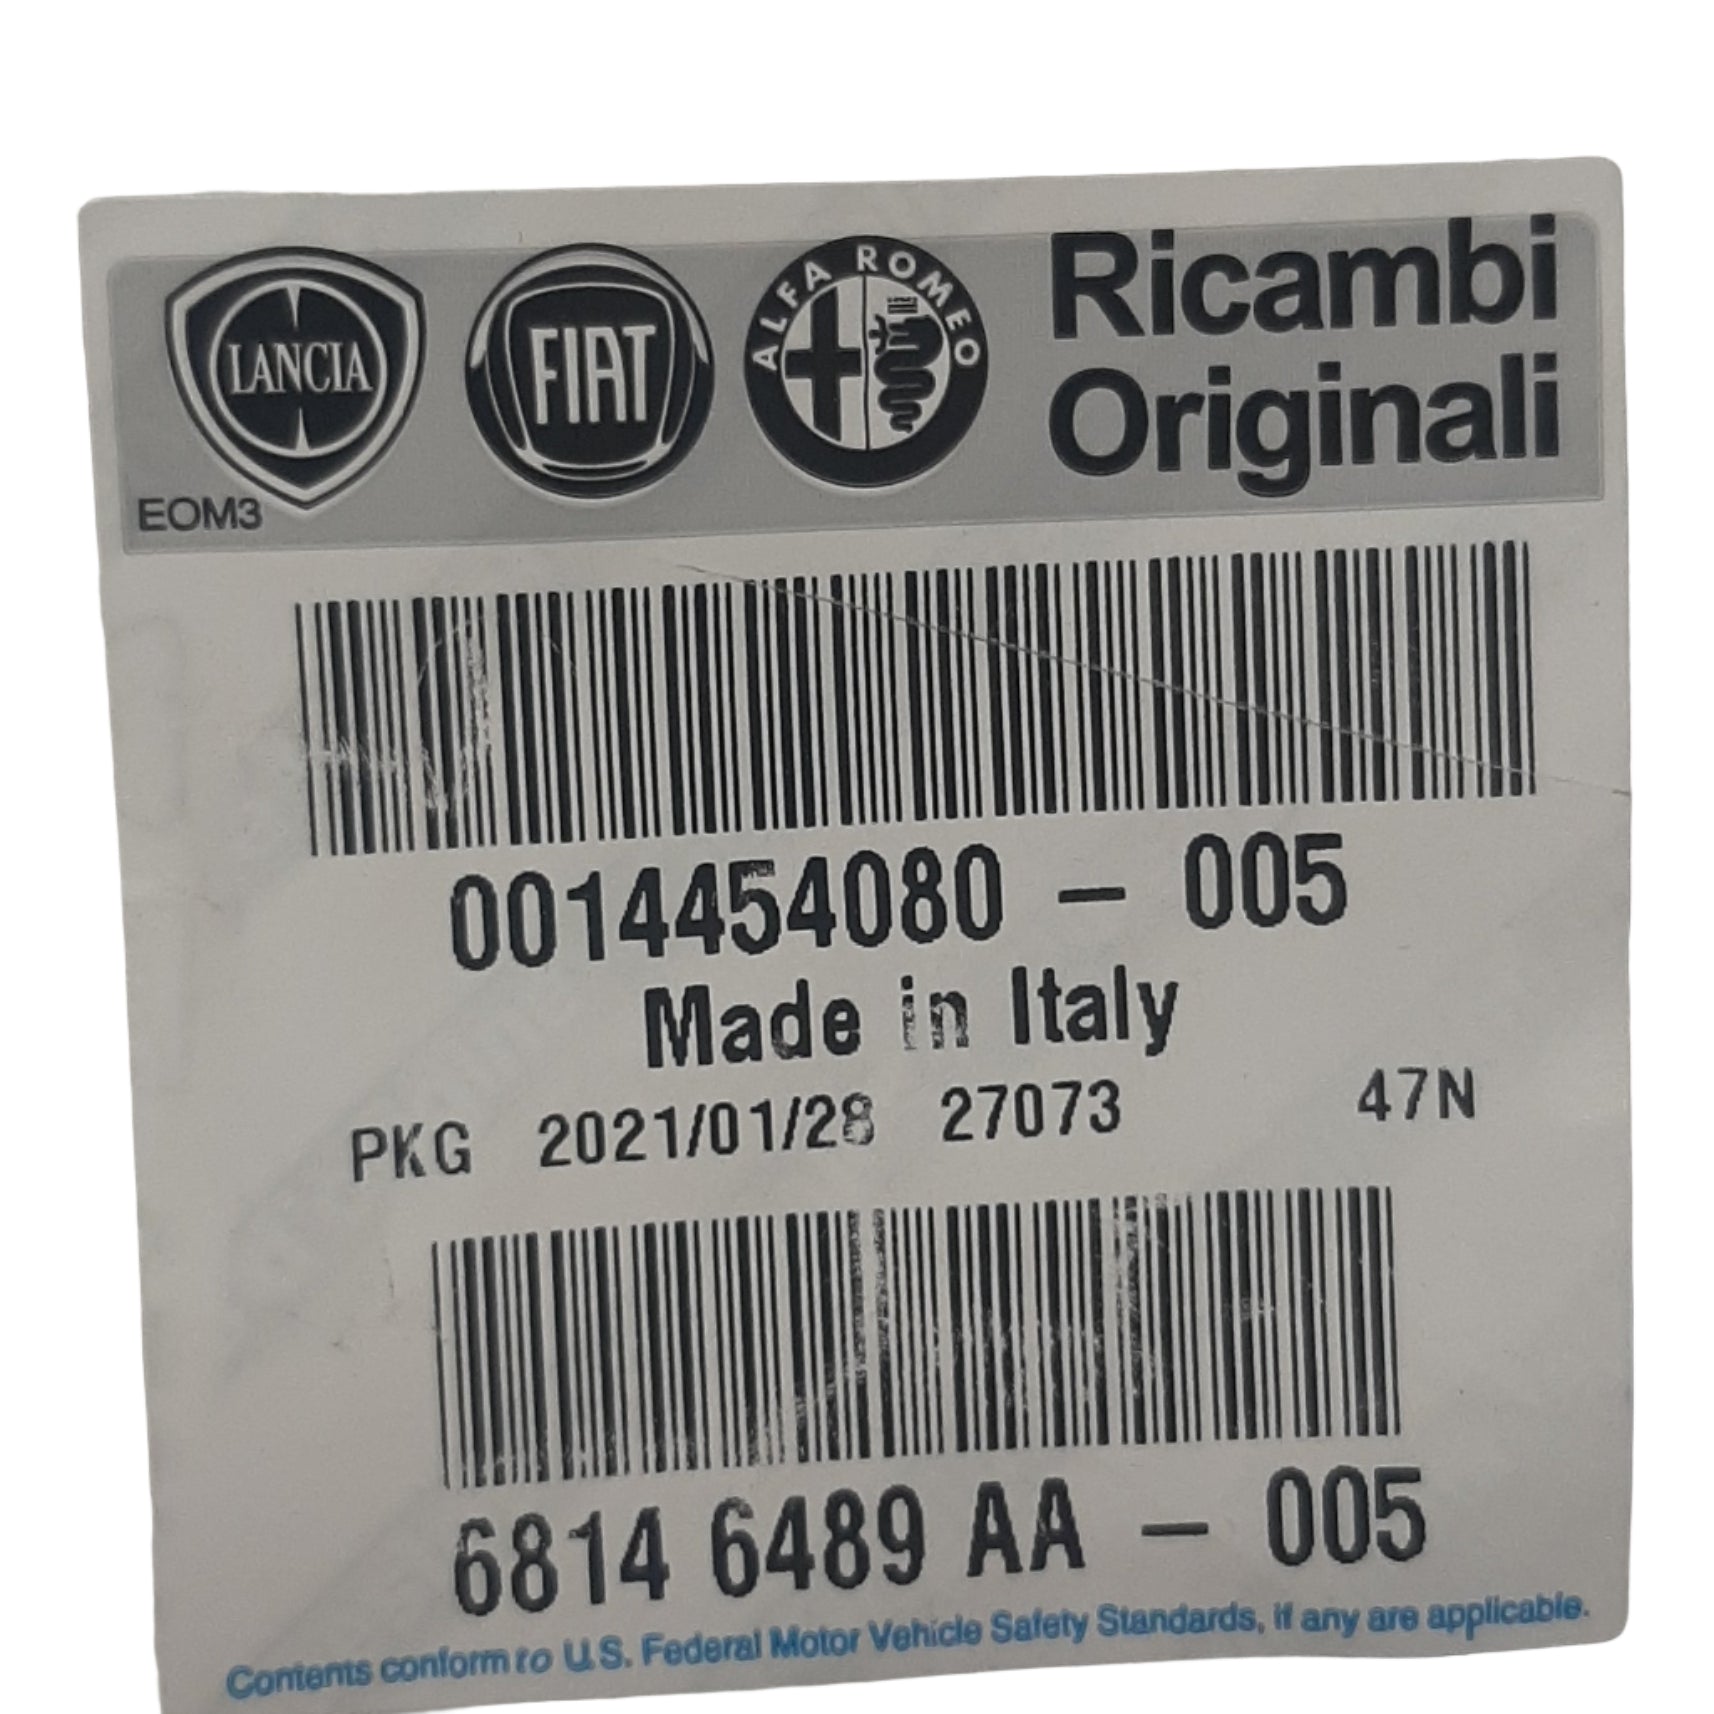 LANCIA
FIAT
ALFA ROMEO
Ricambi
Originali
EOM3
0014454080 - 005
Made in Italy
PKG 2021/01/28 27073 47N
6814 6489 AA - 005
Contents conform to U.S. Federal Motor Vehicle Safety Standards, if any are applicable.